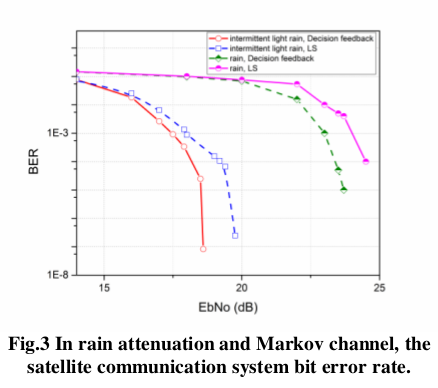 intermittent light rain, Decision feedback
intermittent light rain, LS
rain, Decision feedback
rain, LS
1E-3
BER
1E-8
15
20
25
EbNo (dB)
Fig.3 In rain attenuation and Markov channel, the
satellite communication system bit error rate.